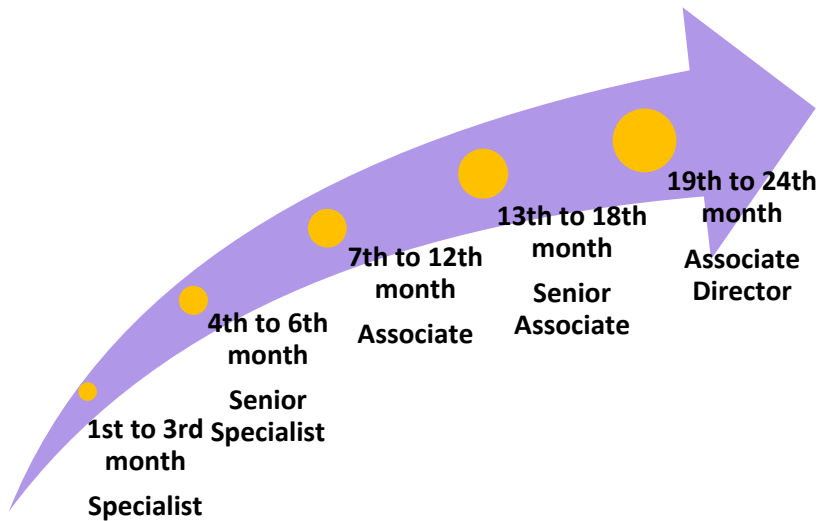 1st to 3rd
month
Specialist
4th to 6th
month
Senior
Specialist
7th to 12th
month
Associate
13th to 18th
month
Senior
Associate
19th to 24th
month
Associate
Director